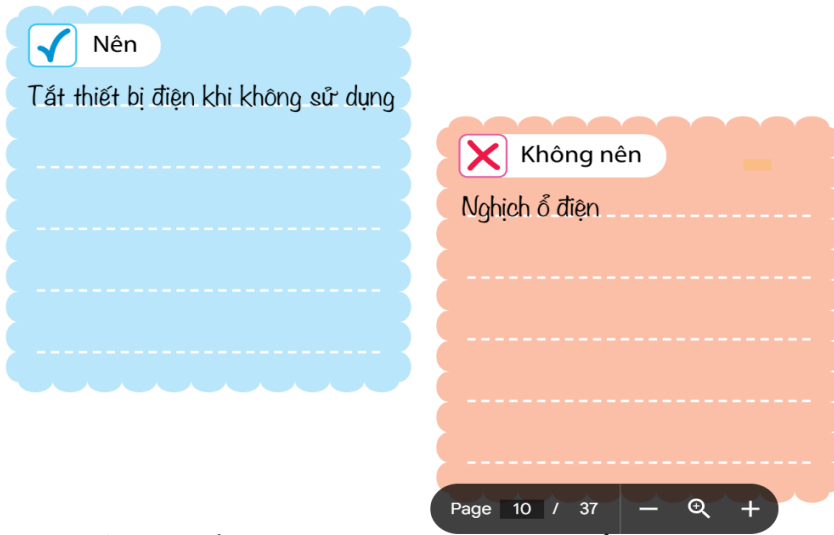 Nên
Tắt thiết bị điện khi không sử dụng
Không nên
Nghịch ổ điện
Page 10 / 37